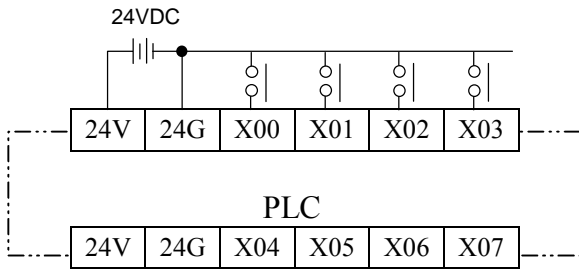 24VDC
24V 24G X00 X01 X02 X03
PLC
24V 24G X04 X05 X06 X07